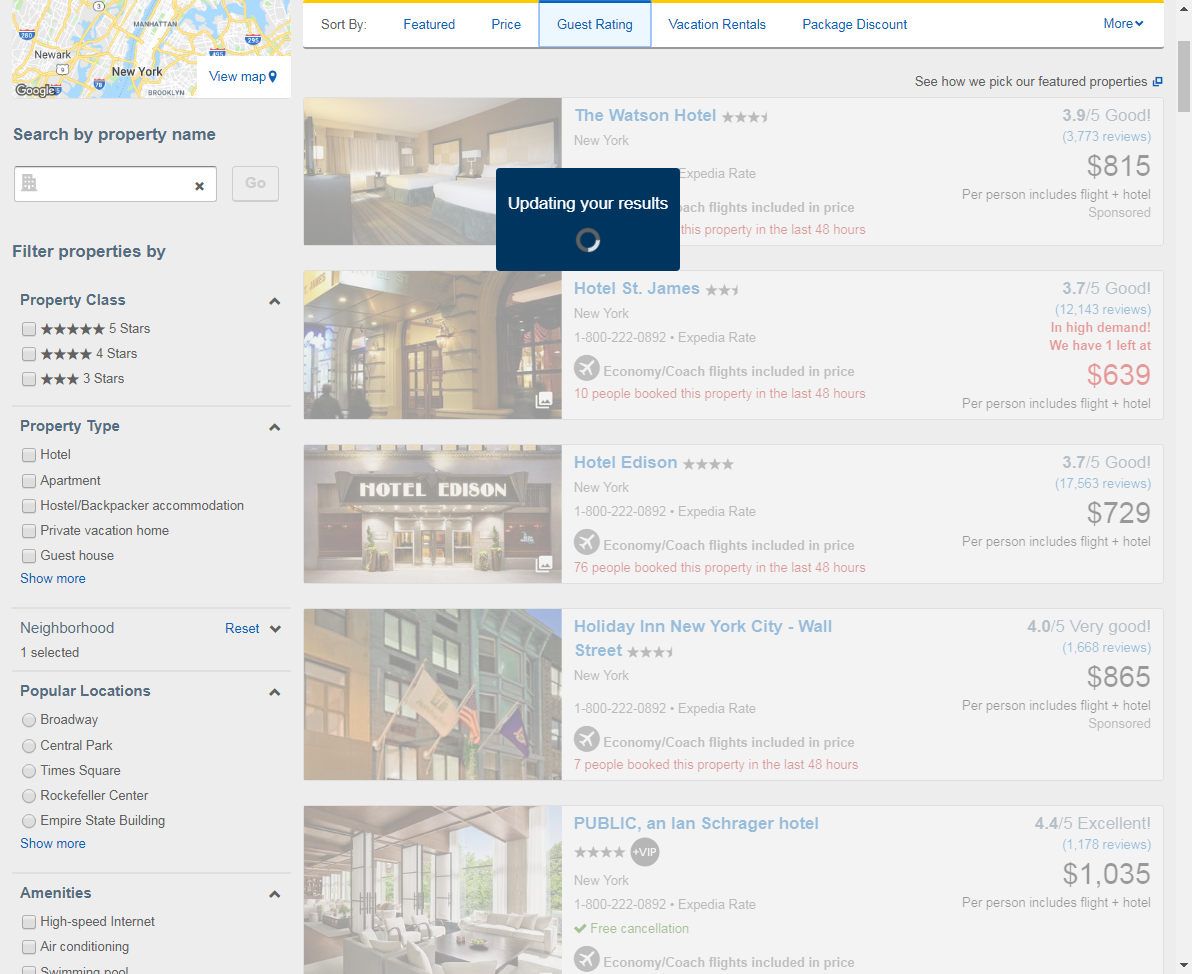 MANHATTAN
Newark
New York
BROOKLYN
280
295
495
78
3
9
Google
View map
Search by property name
Go
Filter properties by
Property Class
5 Stars
4 Stars
3 Stars
Property Type
Hotel
Apartment
Hostel/Backpacker accommodation
Private vacation home
Guest house
Show more
Neighborhood Reset
1 selected
Popular Locations
Broadway
Central Park
Times Square
Rockefeller Center
Empire State Building
Show more
Amenities
High-speed Internet
Air conditioning
Swimming pool
Sort By: Featured Price Guest Rating Vacation Rentals Package Discount More
See how we pick our featured properties
Updating your results
The Watson Hotel
New York
Expedia Rate
ach flights included in price
this property in the last 48 hours
3.9/5 Good!
(3,773 reviews)
$815
Per person includes flight + hotel
Sponsored
ST. JAMES
Hotel St. James
New York
1-800-222-0892 • Expedia Rate
Economy/Coach flights included in price
10 people booked this property in the last 48 hours
3.7/5 Good!
(12,143 reviews)
In high demand!
We have 1 left at
$639
Per person includes flight + hotel
HOTEL EDISON
Hotel Edison
New York
1-800-222-0892 • Expedia Rate
Economy/Coach flights included in price
76 people booked this property in the last 48 hours
3.7/5 Good!
(17,563 reviews)
$729
Per person includes flight + hotel
Holiday Inn New York City - Wall
Street
New York
1-800-222-0892 • Expedia Rate
Economy/Coach flights included in price
7 people booked this property in the last 48 hours
4.0/5 Very good!
(1,668 reviews)
$865
Per person includes flight + hotel
Sponsored
PUBLIC, an Ian Schrager hotel
+VIP
New York
1-800-222-0892 • Expedia Rate
Free cancellation
Economy/Coach flights included in price
4.4/5 Excellent!
(1,178 reviews)
$1,035
Per person includes flight + hotel